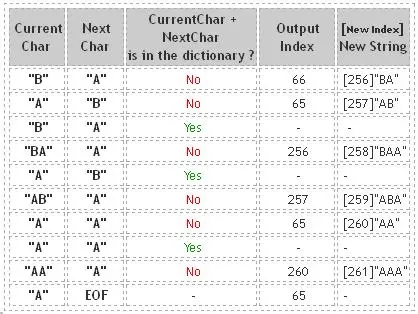 Current Char Next Char CurrentChar + NextChar is in the dictionary ? Output Index [New Index] New String
"B" "A" No 66 [256]"BA"
"A" "B" No 65 [257]"AB"
"B" "A" Yes - -
"BA" "A" No 256 [258]"BAA"
"A" "B" Yes - -
"AB" "A" No 257 [259]"ABA"
"A" "A" No 65 [260]"AA"
"A" "A" Yes - -
"AA" "A" No 260 [261]"AAA"
"A" EOF - 65 -